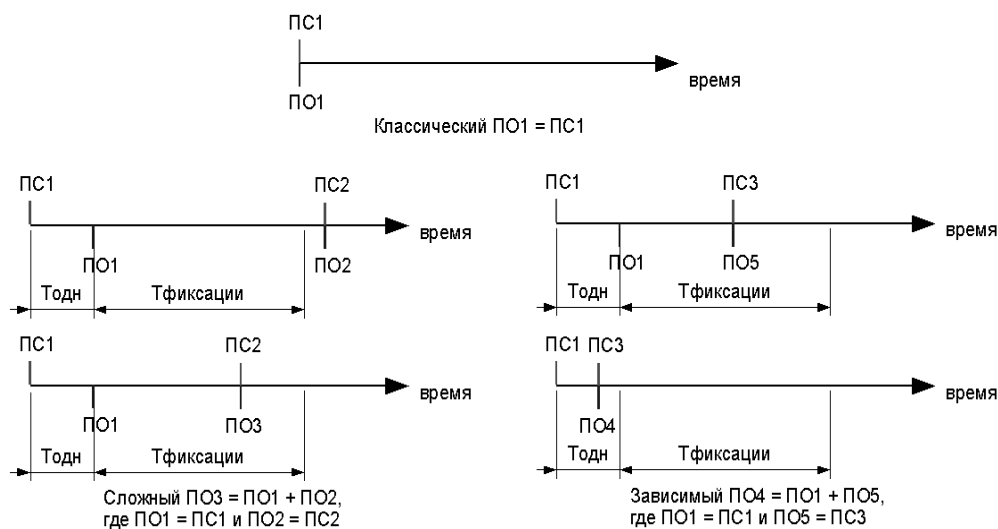 ПС1
время
ПО1
Классический ПО1 = ПС1
ПС1 ПС2
время
ПО1 ПО2
Тодн Тфиксации
ПС1 ПС3
время
ПО1 ПО5
Тодн Тфиксации
ПС1 ПС2
время
ПО1 ПО3
Тодн Тфиксации
Сложный ПО3 = ПО1 + ПО2,
где ПО1 = ПС1 и ПО2 = ПС2
ПС1 ПС3
время
ПО4
Тодн Тфиксации
Зависимый ПО4 = ПО1 + ПО5,
где ПО1 = ПС1 и ПО5 = ПС3